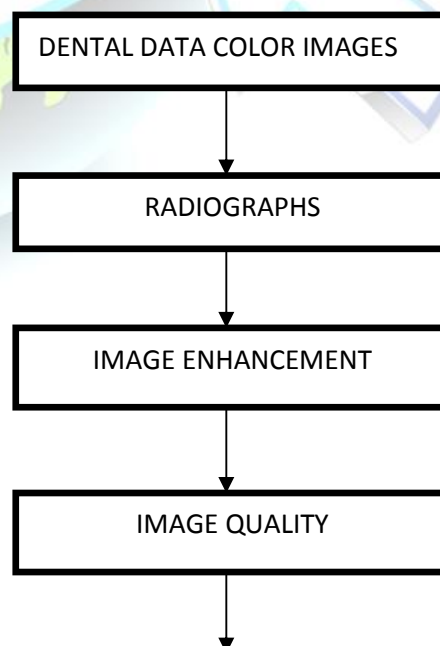 DENTAL DATA COLOR IMAGES
RADIOGRAPHS
IMAGE ENHANCEMENT
IMAGE QUALITY